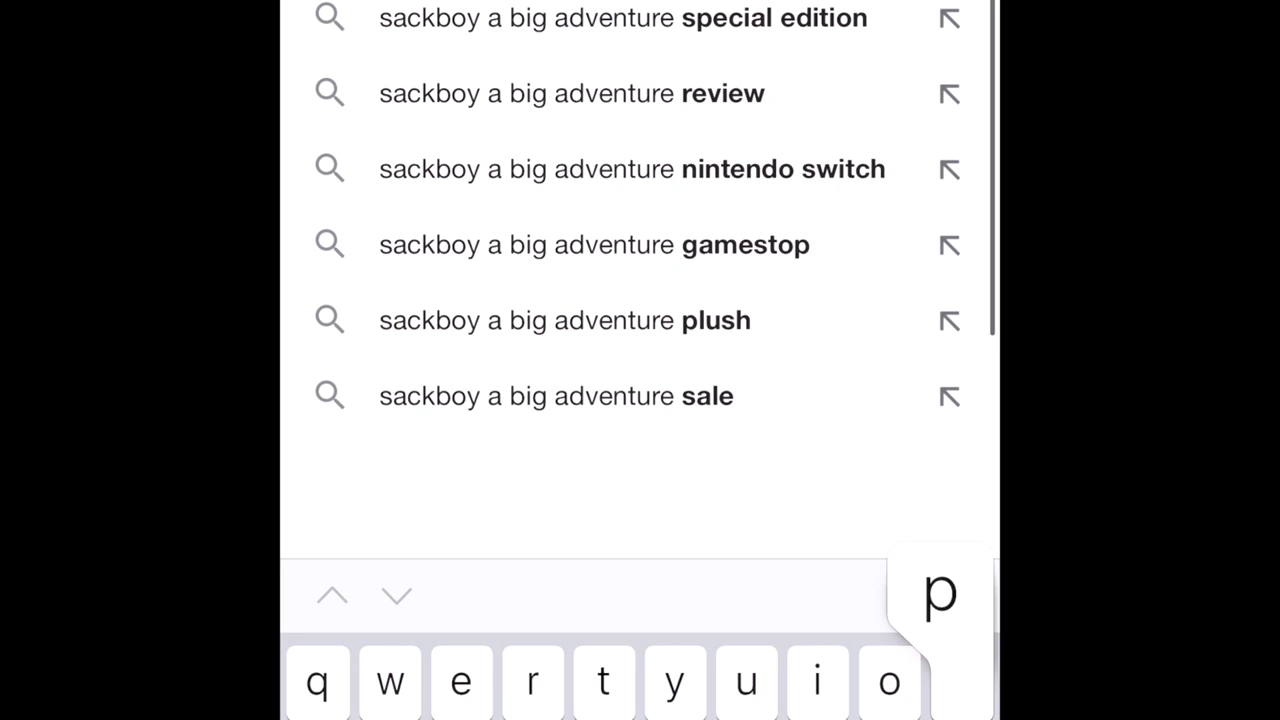 sackboy a big adventure special edition
sackboy a big adventure review
sackboy a big adventure nintendo switch
sackboy a big adventure gamestop
sackboy a big adventure plush
sackboy a big adventure sale
p
q w e r t y u i o